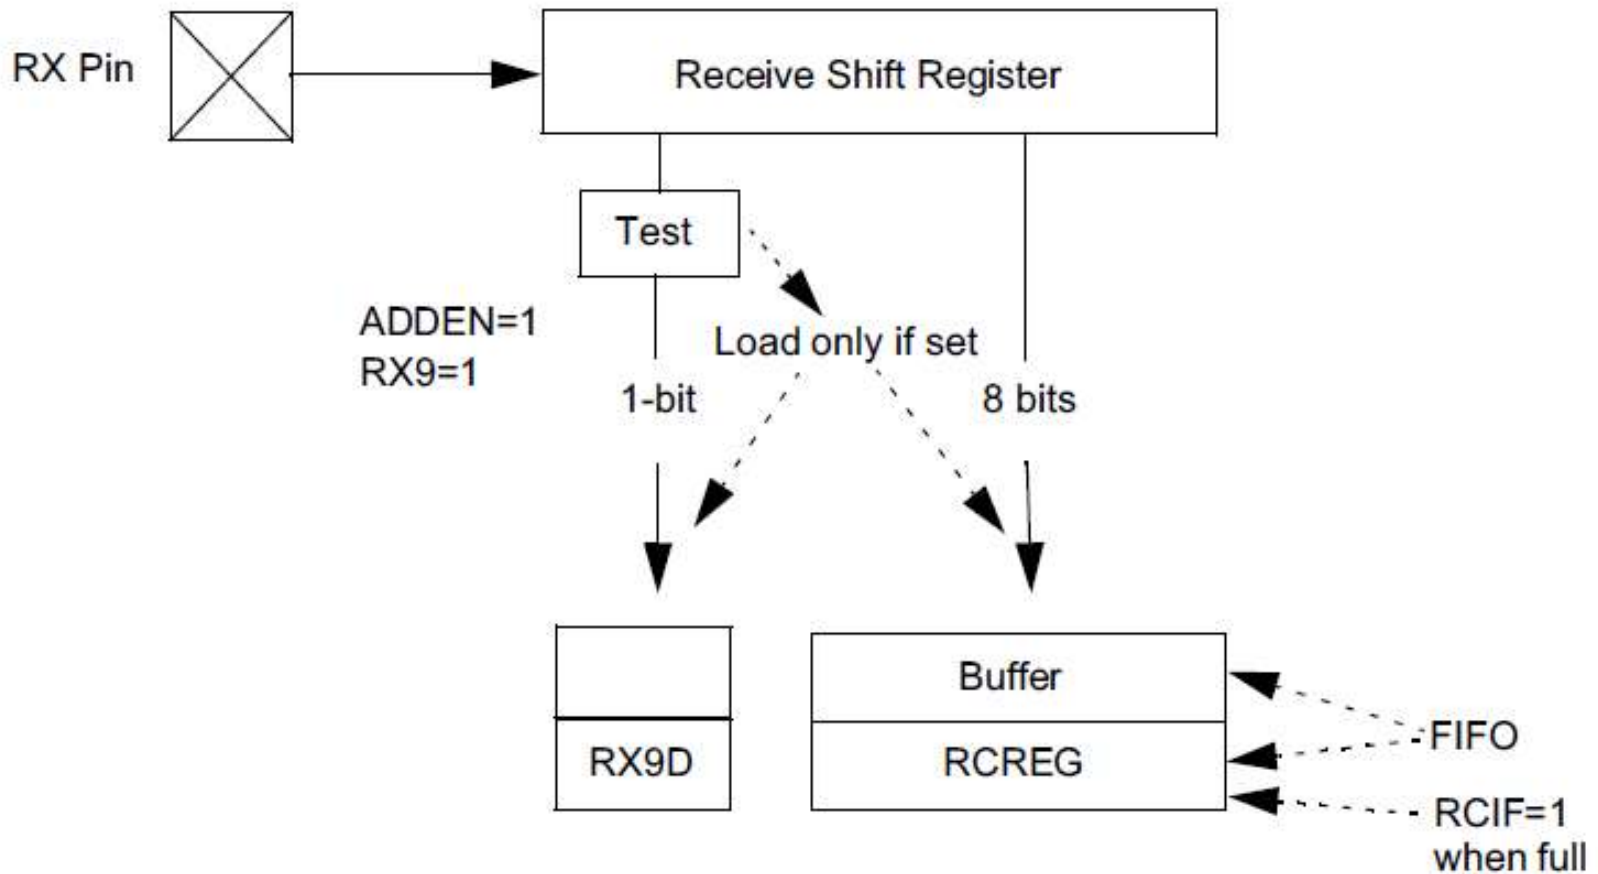 RX Pin
Receive Shift Register
Test
ADDEN=1
RX9=1
Load only if set
1-bit
8 bits
Buffer
RX9D
RCREG
FIFO
RCIF=1
when full